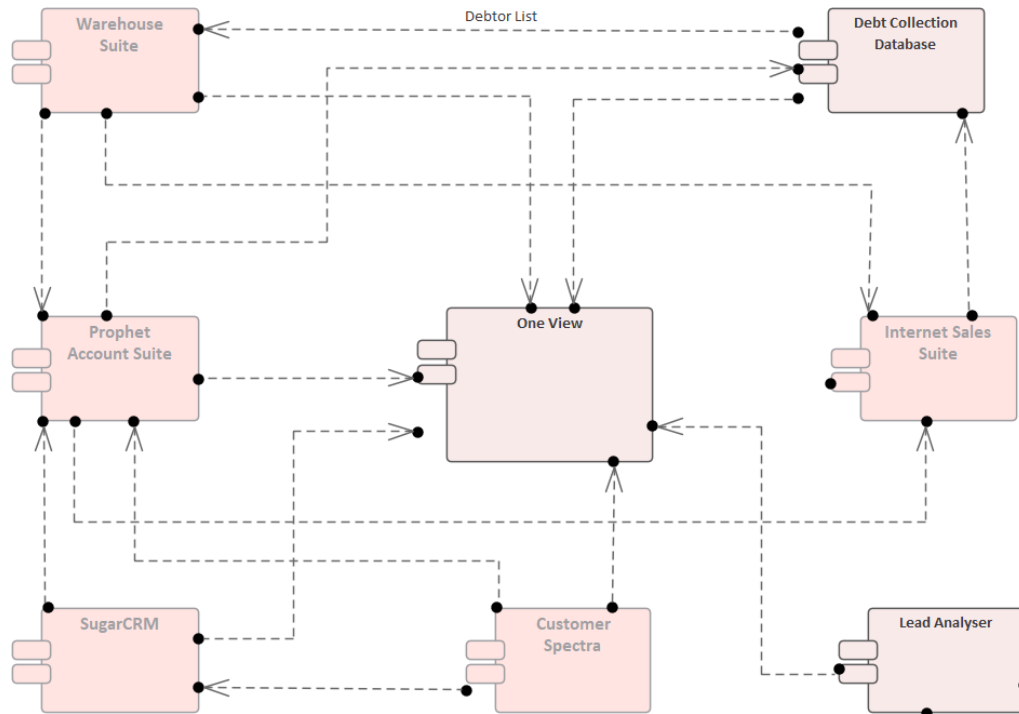 Debtor List
Warehouse
Suite
Debt Collection
Database
Prophet
Account Suite
One View
Internet Sales
Suite
SugarCRM
Customer
Spectra
Lead Analyser